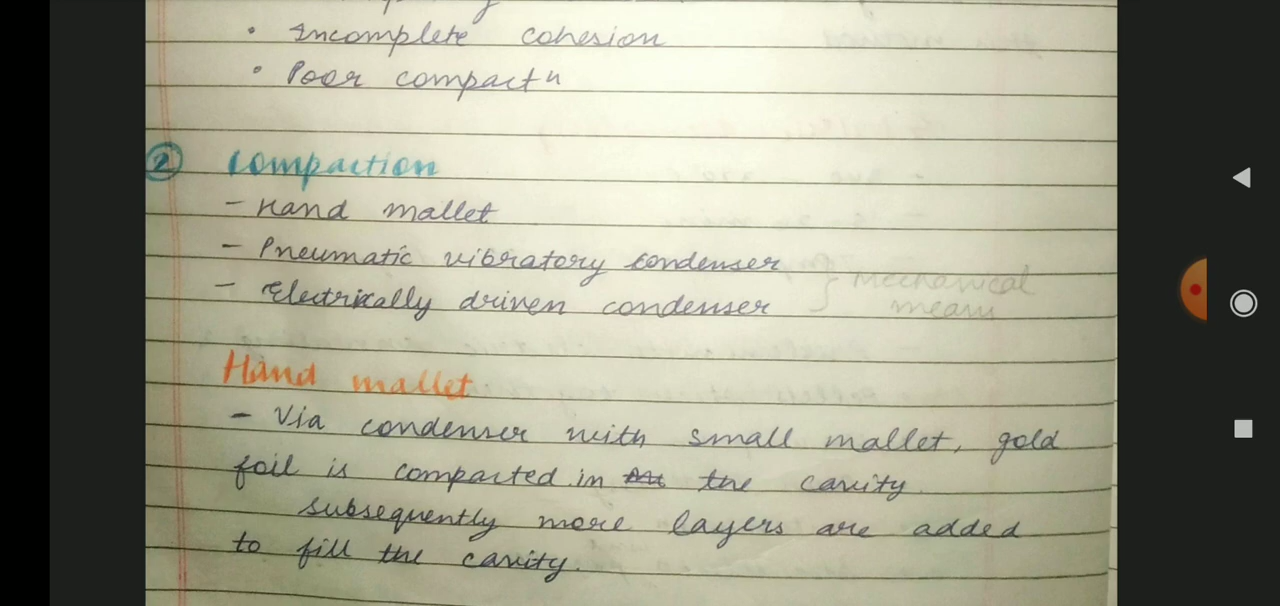 • Incomplete cohesion
• Poor compactn
② Compaction
- Hand mallet
- Pneumatic vibratory condenser
- Electrically driven condenser } Mechanical means
Hand mallet
- Via condenser with small mallet, gold
foil is compacted in the cavity.
subsequently more layers are added
to fill the cavity.